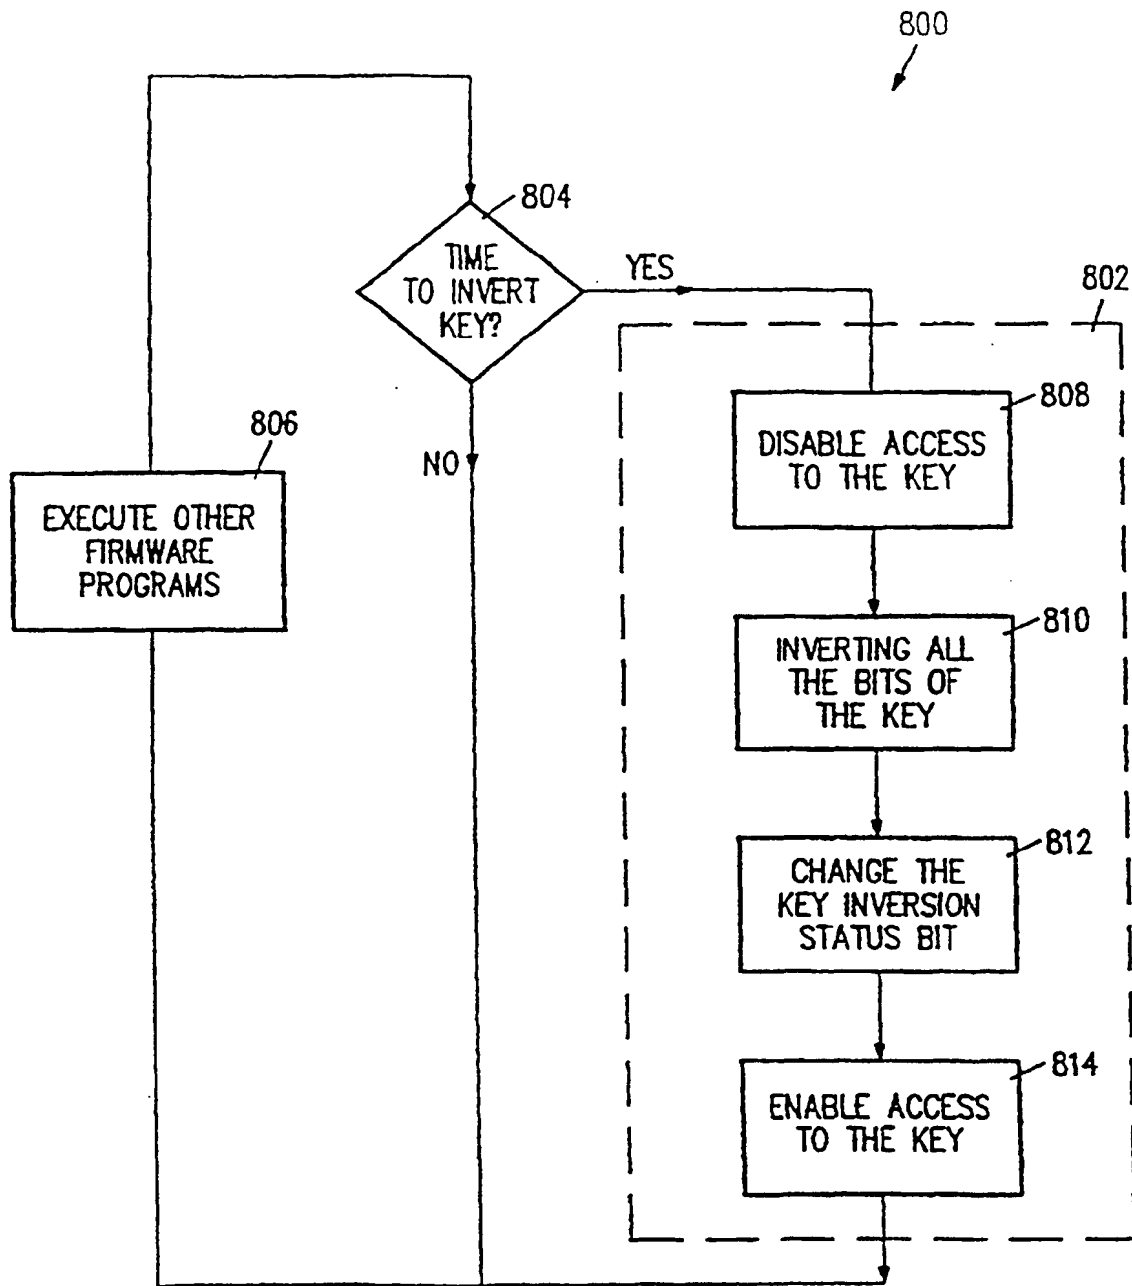 800
804
TIME
TO INVERT
KEY?
YES
802
808
DISABLE ACCESS
TO THE KEY
806
NO
EXECUTE OTHER
FIRMWARE
PROGRAMS
810
INVERTING ALL
THE BITS OF
THE KEY
812
CHANGE THE
KEY INVERSION
STATUS BIT
814
ENABLE ACCESS
TO THE KEY